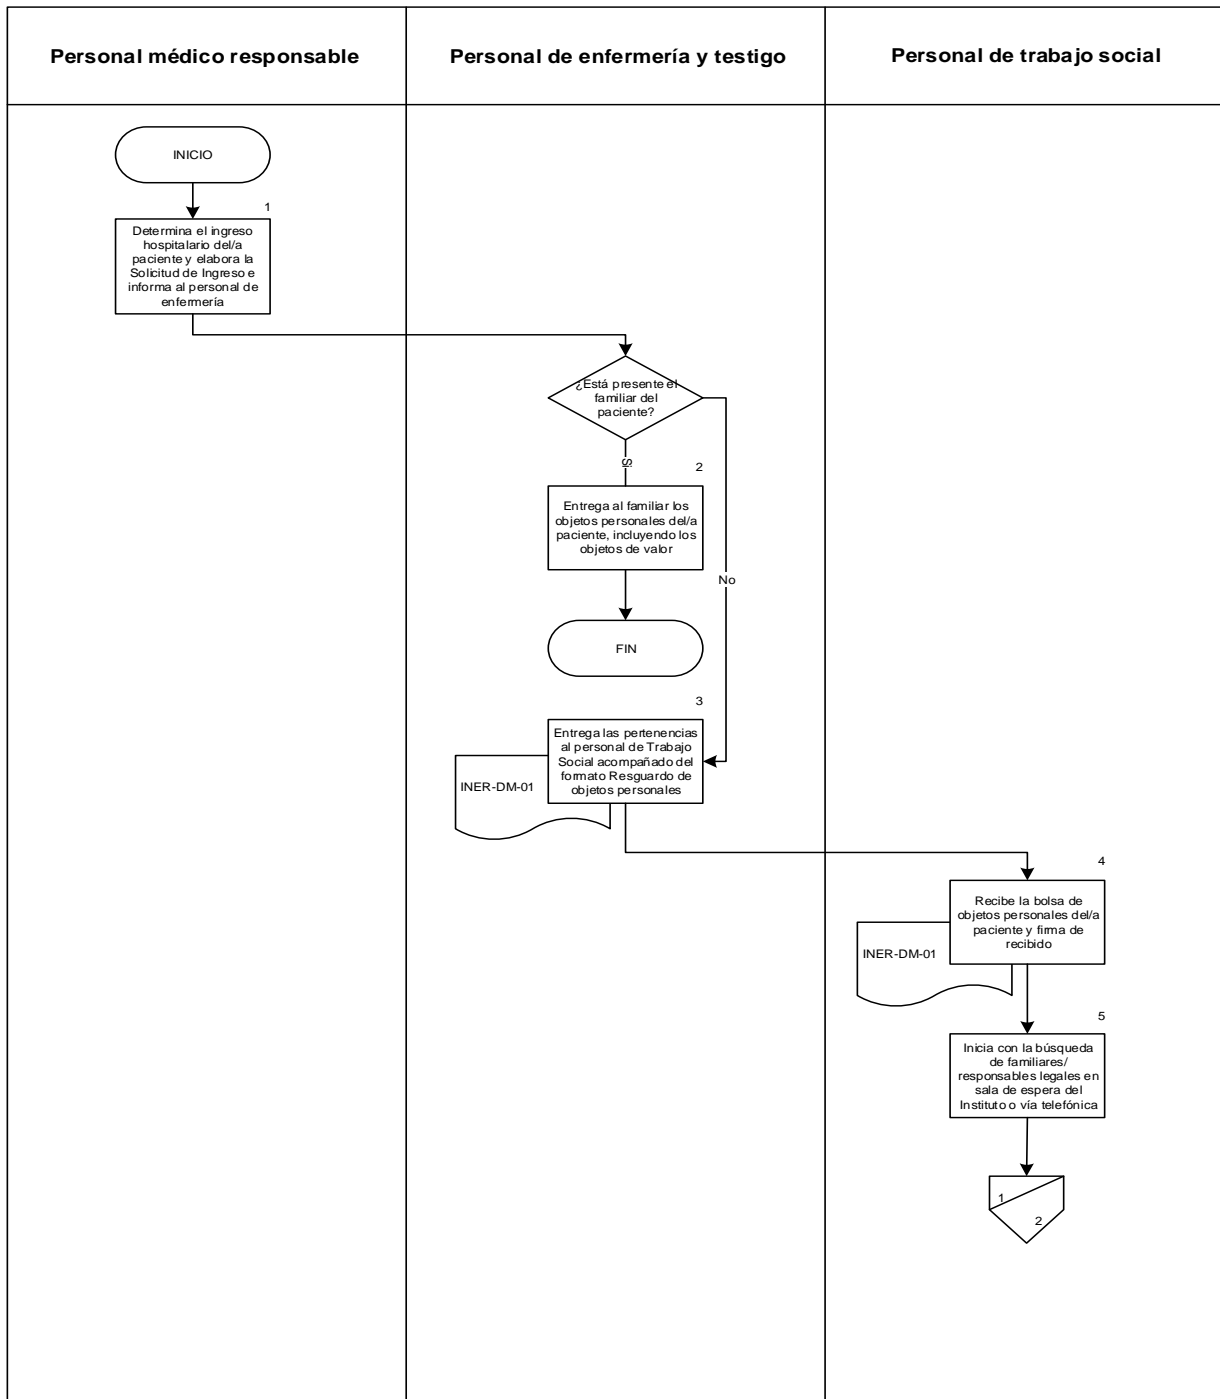 Personal médico responsable
Personal de enfermería y testigo
Personal de trabajo social
INICIO
1
Determina el ingreso
hospitalario del/a
paciente y elabora la
Solicitud de Ingreso e
informa al personal de
enfermería
¿Está presente el
familiar del
paciente?
Si
2
Entrega al familiar los
objetos personales del/a
paciente, incluyendo los
objetos de valor
No
FIN
3
Entrega las pertenencias
al personal de Trabajo
Social acompañado del
formato Resguardo de
objetos personales
INER-DM-01
4
Recibe la bolsa de
objetos personales del/a
paciente y firma de
recibido
INER-DM-01
5
Inicia con la búsqueda
de familiares/
responsables legales en
sala de espera del
Instituto o vía telefónica
1
2